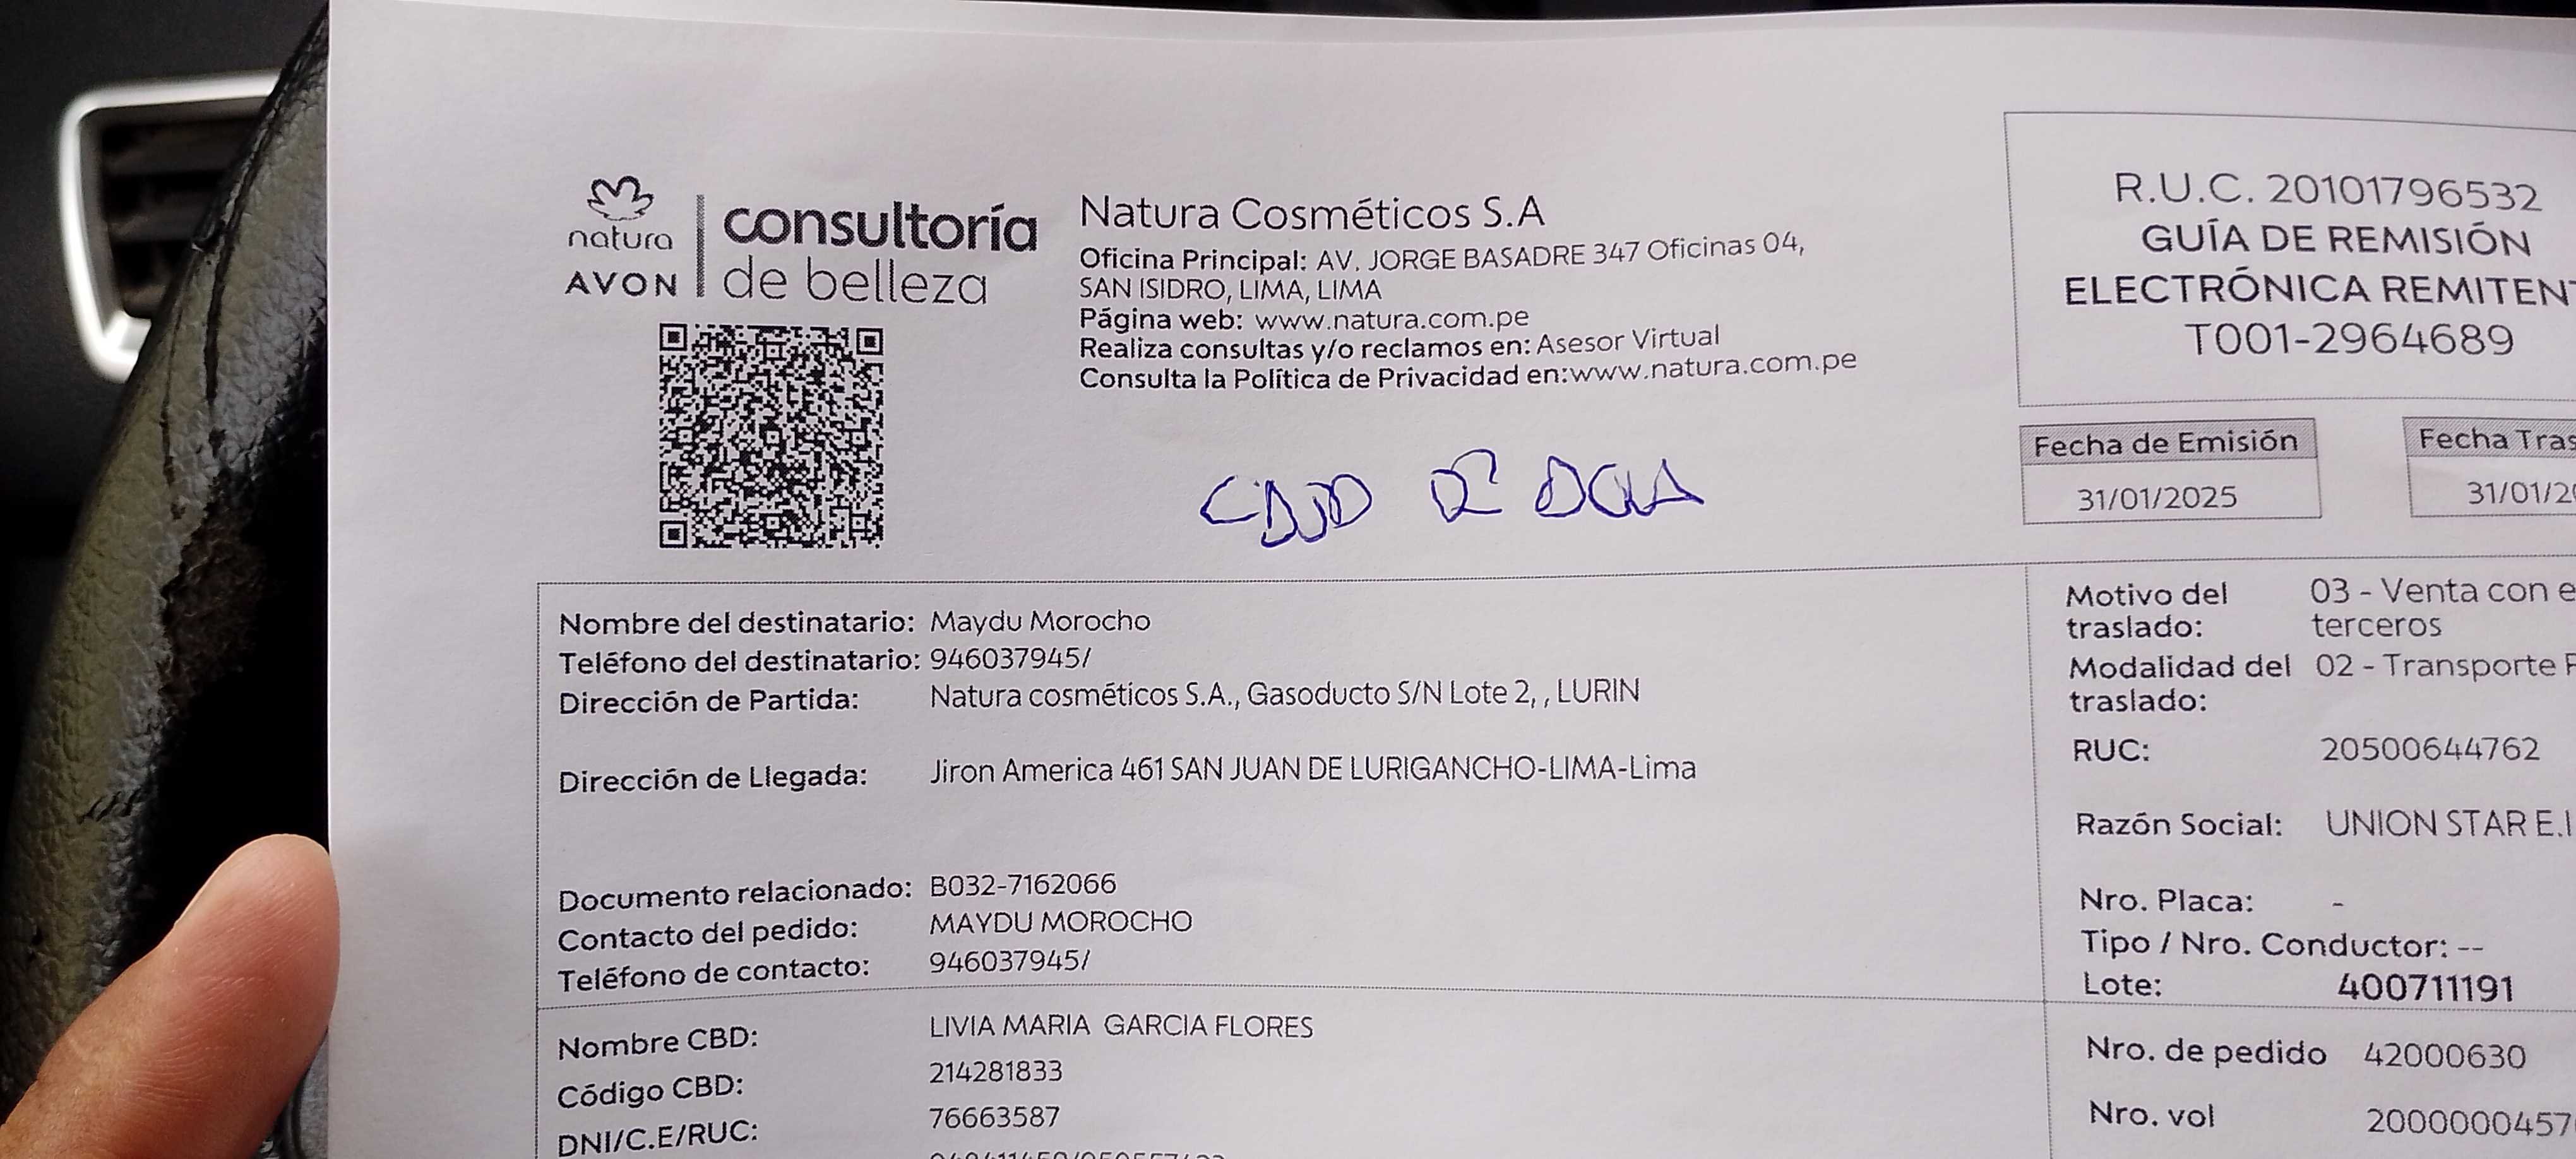 natura
AVON
consultoría
de belleza
Natura Cosméticos S.A
Oficina Principal: AV. JORGE BASADRE 347 Oficinas 04,
SAN ISIDRO, LIMA, LIMA
Página web: www.natura.com.pe
Realiza consultas y/o reclamos en: Asesor Virtual
Consulta la Política de Privacidad en:www.natura.com.pe
R.U.C. 20101796532
GUÍA DE REMISIÓN
ELECTRÓNICA REMITENT
T001-2964689
Fecha de Emisión
31/01/2025
Fecha Tras
31/01/20
Nombre del destinatario: Maydu Morocho
Teléfono del destinatario: 946037945/
Dirección de Partida: Natura cosméticos S.A., Gasoducto S/N Lote 2, , LURIN
Dirección de Llegada: Jiron America 461 SAN JUAN DE LURIGANCHO-LIMA-Lima
Documento relacionado: B032-7162066
Contacto del pedido: MAYDU MOROCHO
Teléfono de contacto: 946037945/
Motivo del traslado: 03 - Venta con e
terceros
Modalidad del traslado: 02 - Transporte P
RUC: 20500644762
Razón Social: UNION STAR E.I
Nro. Placa: -
Tipo / Nro. Conductor: --
Lote: 400711191
Nombre CBD: LIVIA MARIA GARCIA FLORES
Código CBD: 214281833
DNI/C.E/RUC: 76663587
Nro. de pedido 42000630
Nro. vol 2000000457